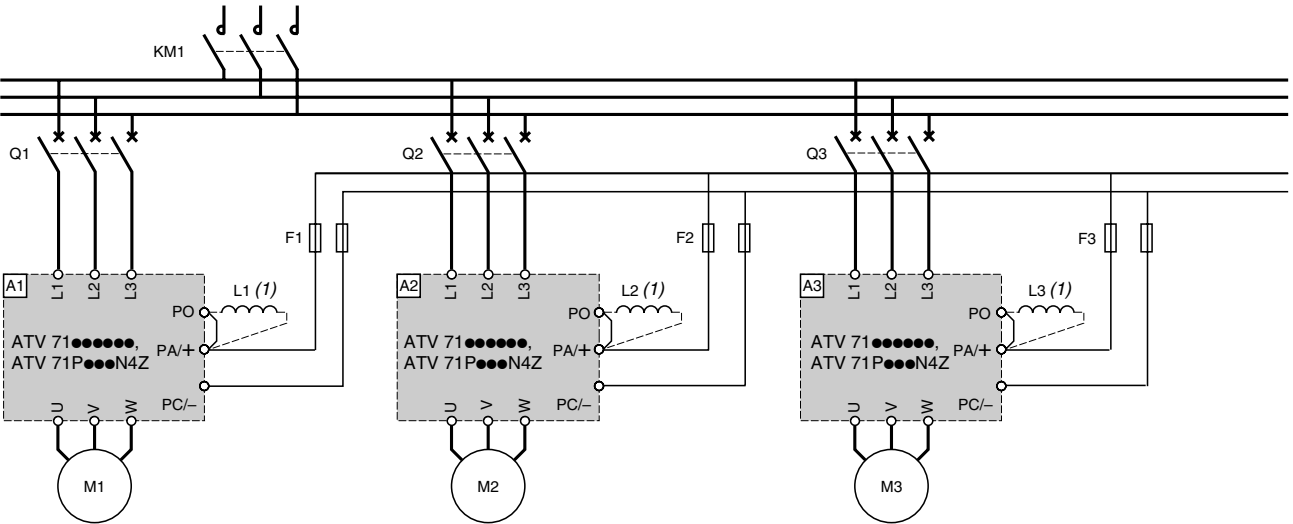 KM1
Q1
Q2
Q3
F1
F2
F3
A1
L1
L2
L3
L1 (1)
PO
ATV 71●●●●●●,
PA/+
ATV 71P●●●N4Z
PC/–
U
V
W
M1
A2
L1
L2
L3
L2 (1)
PO
ATV 71●●●●●●,
PA/+
ATV 71P●●●N4Z
PC/–
U
V
W
M2
A3
L1
L2
L3
L3 (1)
PO
ATV 71●●●●●●,
PA/+
ATV 71P●●●N4Z
PC/–
U
V
W
M3